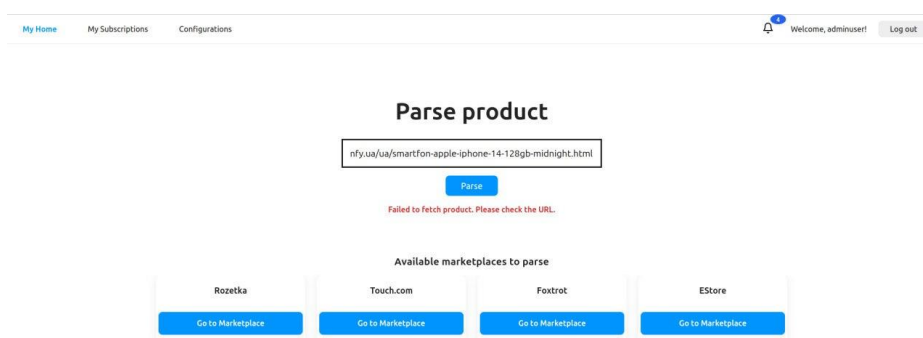 My Home My Subscriptions Configurations 4 Welcome, adminuser! Log out
Parse product
nfy.ua/ua/smartfon-apple-iphone-14-128gb-midnight.html
Parse
Failed to fetch product. Please check the URL.
Available marketplaces to parse
Rozetka Touch.com Foxtrot EStore
Go to Marketplace Go to Marketplace Go to Marketplace Go to Marketplace